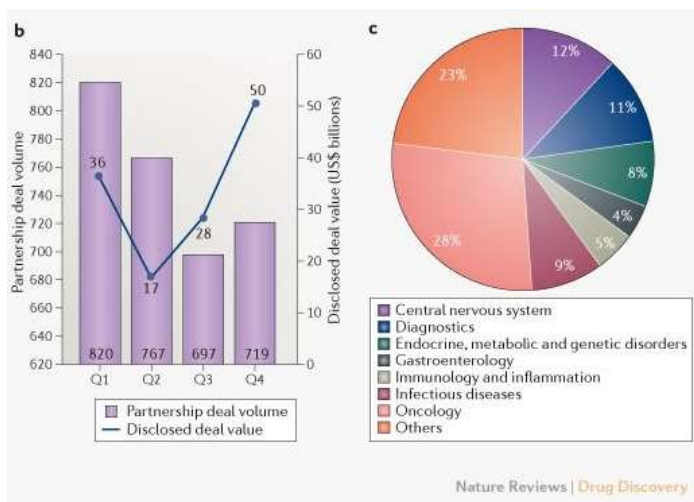 b
840
820
800
780
760
740
720
700
680
660
640
620
Partnership deal volume
60
50
40
30
20
10
0
Disclosed deal value (US$ billions)
36
17
28
50
820 767 697 719
Q1 Q2 Q3 Q4
Partnership deal volume
Disclosed deal value
c
12%
11%
8%
4%
5%
9%
28%
23%
Central nervous system
Diagnostics
Endocrine, metabolic and genetic disorders
Gastroenterology
Immunology and inflammation
Infectious diseases
Oncology
Others
Nature Reviews | Drug Discovery